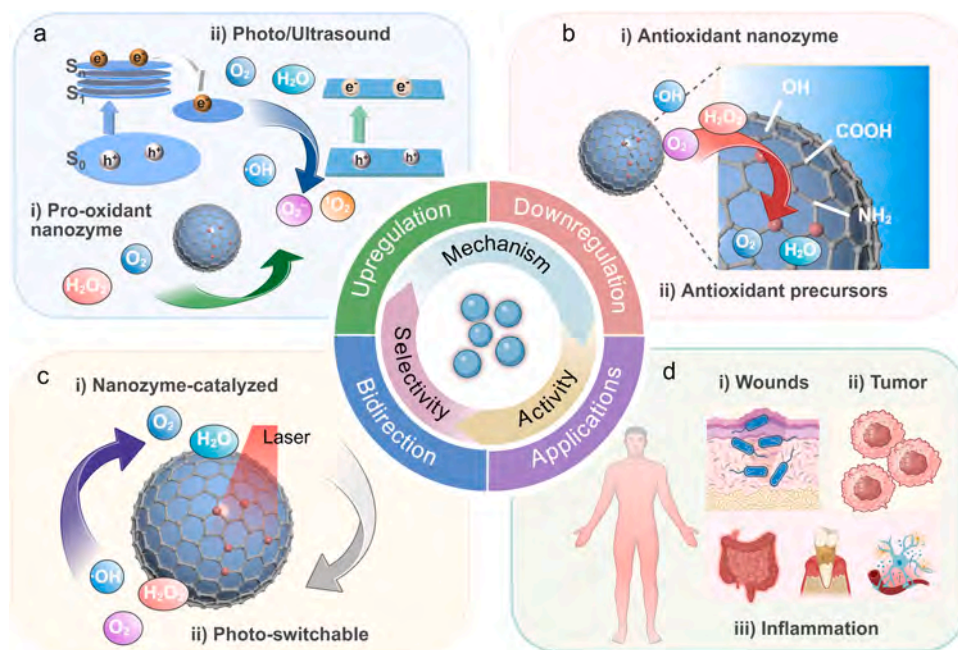 a
ii) Photo/Ultrasound
e⁻ e⁻
Sₙ
S₁
e⁻
S₀
h⁺ h⁺
O₂ H₂O
e⁻ e⁻
h⁺ h⁺
·OH
O₂·⁻ ¹O₂
i) Pro-oxidant
nanozyme
O₂
H₂O₂
b
i) Antioxidant nanozyme
·OH
H₂O₂
O₂·⁻
OH
COOH
NH₂
O₂
H₂O
ii) Antioxidant precursors
Upregulation
Downregulation
Bidirection
Applications
Mechanism
Selectivity
Activity
c
i) Nanozyme-catalyzed
O₂
H₂O
Laser
·OH
H₂O₂
O₂·⁻
ii) Photo-switchable
d
i) Wounds
ii) Tumor
iii) Inflammation